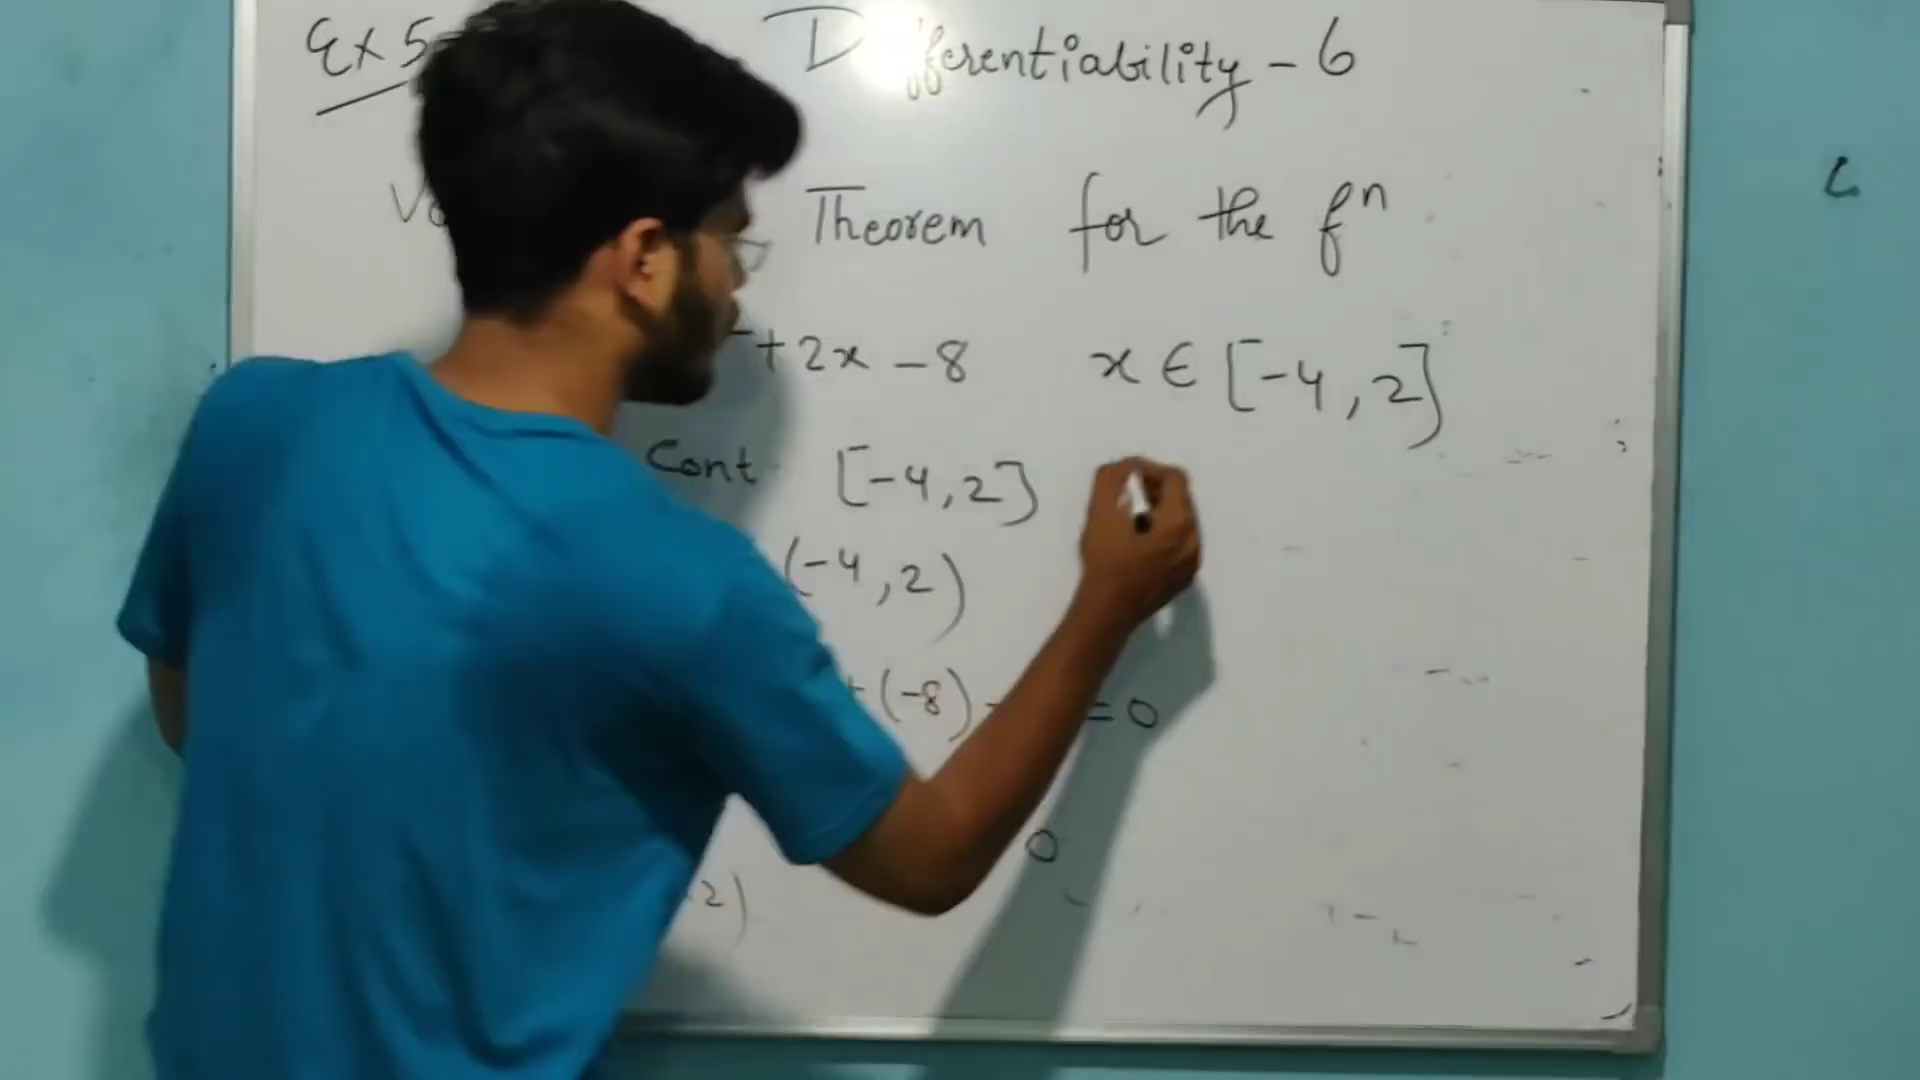 Ex 5 Differentiability - 6
Theorem for the fⁿ
+ 2x - 8 x ∈ [-4, 2]
Cont. [-4, 2]
(-4, 2)
+ (-8) - = 0
0
2)